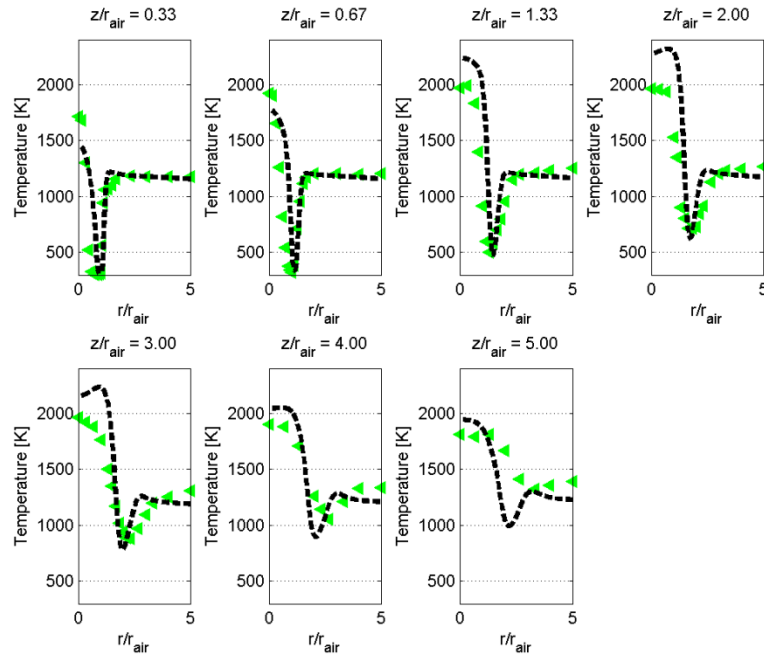 z/r_air = 0.33
z/r_air = 0.67
z/r_air = 1.33
z/r_air = 2.00
Temperature [K]
2000
1500
1000
500
0
5
r/r_air
Temperature [K]
2000
1500
1000
500
0
5
r/r_air
Temperature [K]
2000
1500
1000
500
0
5
r/r_air
Temperature [K]
2000
1500
1000
500
0
5
r/r_air
z/r_air = 3.00
z/r_air = 4.00
z/r_air = 5.00
Temperature [K]
2000
1500
1000
500
0
5
r/r_air
Temperature [K]
2000
1500
1000
500
0
5
r/r_air
Temperature [K]
2000
1500
1000
500
0
5
r/r_air